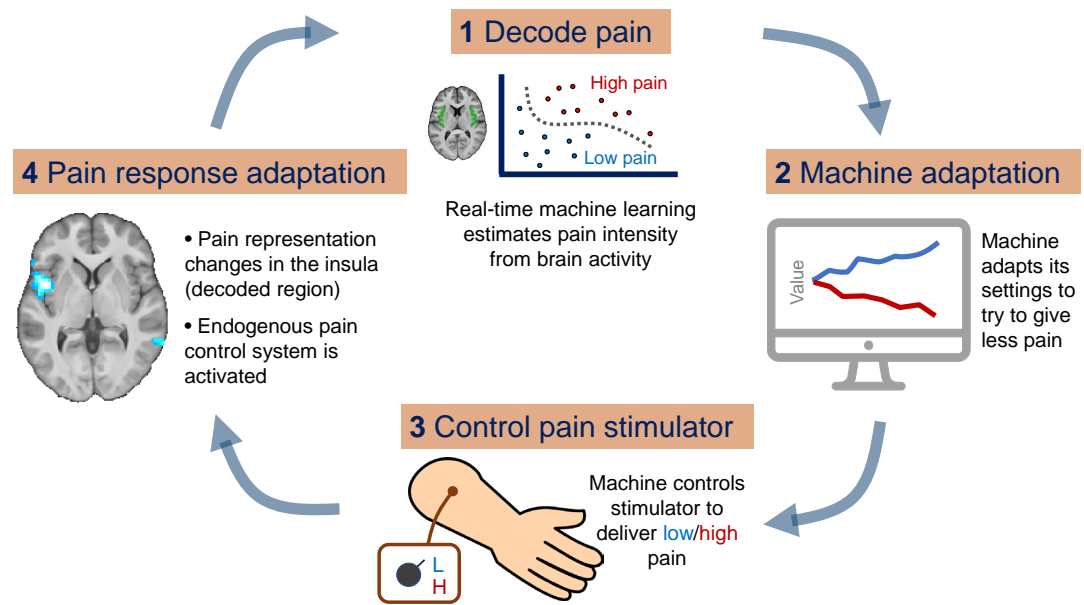 1 Decode pain
High pain
Low pain
Real-time machine learning
estimates pain intensity
from brain activity
2 Machine adaptation
Value
Machine
adapts its
settings to
try to give
less pain
3 Control pain stimulator
Machine controls
stimulator to
deliver low/high
pain
L
H
4 Pain response adaptation
• Pain representation
changes in the insula
(decoded region)
• Endogenous pain
control system is
activated